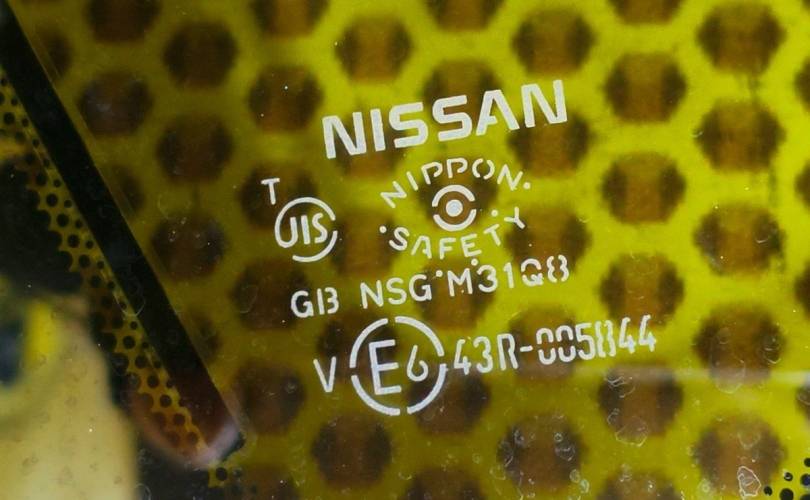 NISSAN
NIPPON
SAFETY
T
JIS
GB NSG M31Q8
V E6 43R-005844